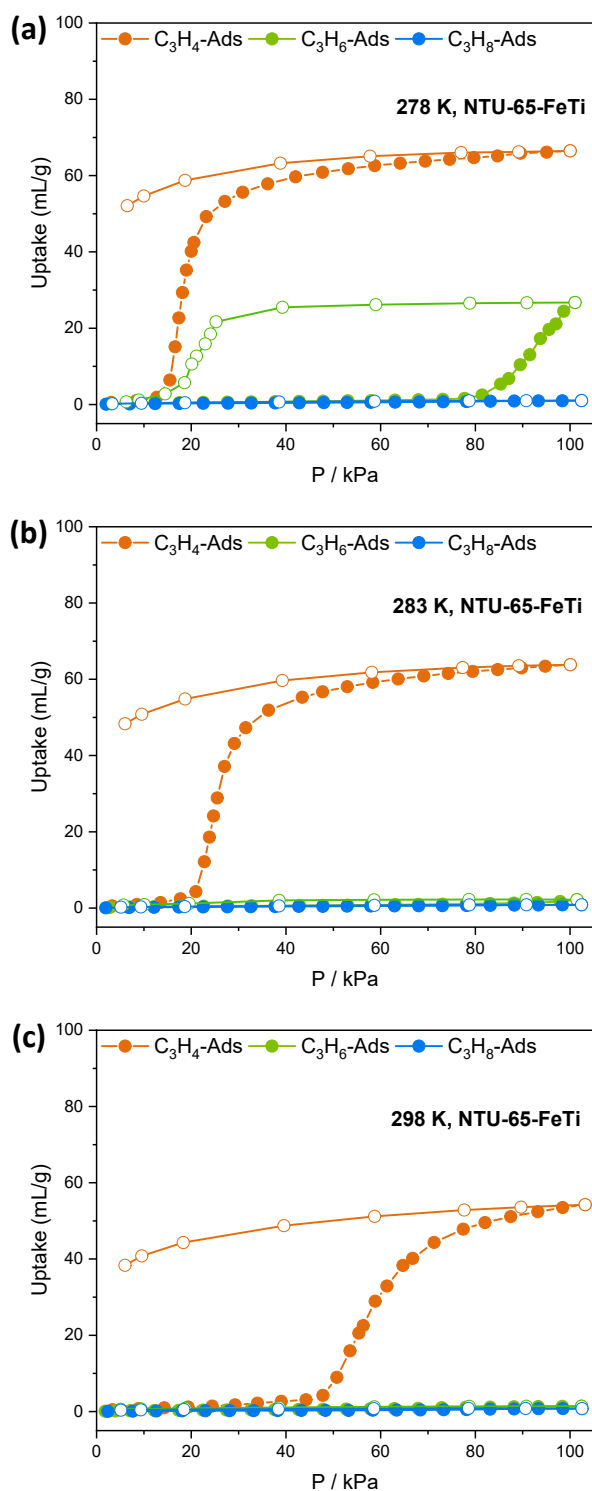 (a)
C₃H₄-Ads C₃H₆-Ads C₃H₈-Ads
278 K, NTU-65-FeTi
100
80
60
40
20
0
Uptake (mL/g)
0 20 40 60 80 100
P / kPa
(b)
C₃H₄-Ads C₃H₆-Ads C₃H₈-Ads
283 K, NTU-65-FeTi
100
80
60
40
20
0
Uptake (mL/g)
0 20 40 60 80 100
P / kPa
(c)
C₃H₄-Ads C₃H₆-Ads C₃H₈-Ads
298 K, NTU-65-FeTi
100
80
60
40
20
0
Uptake (mL/g)
0 20 40 60 80 100
P / kPa